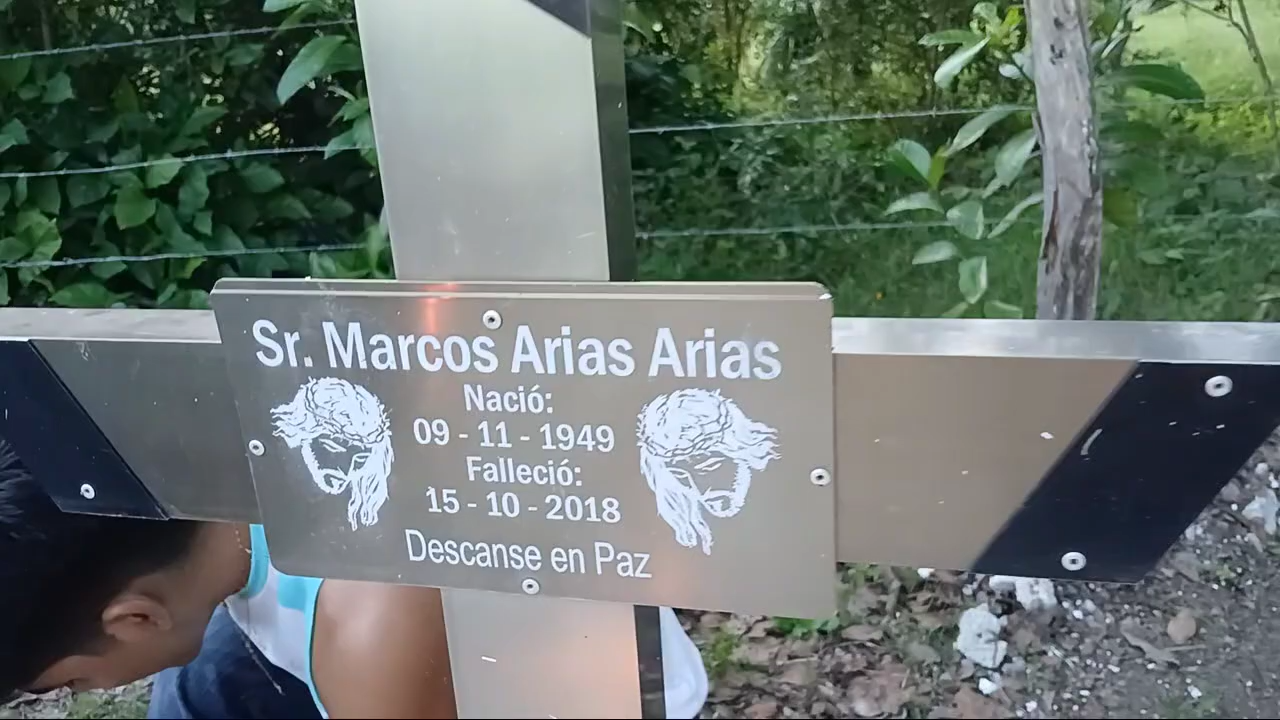 Sr. Marcos Arias Arias
Nació:
09 - 11 - 1949
Falleció:
15 - 10 - 2018
Descanse en Paz